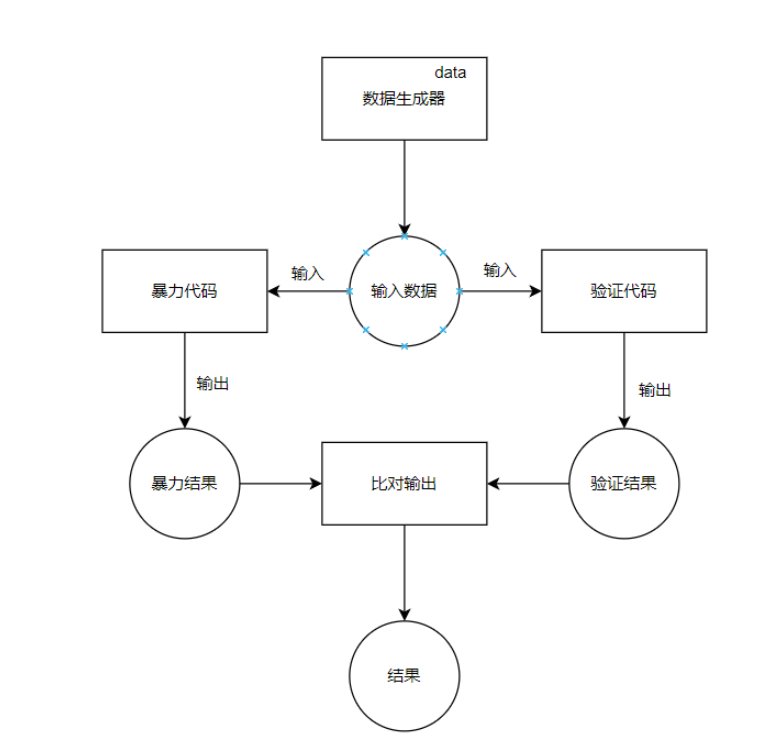 data
数据生成器
输入
输入
暴力代码
输入数据
验证代码
输出
输出
暴力结果
比对输出
验证结果
结果